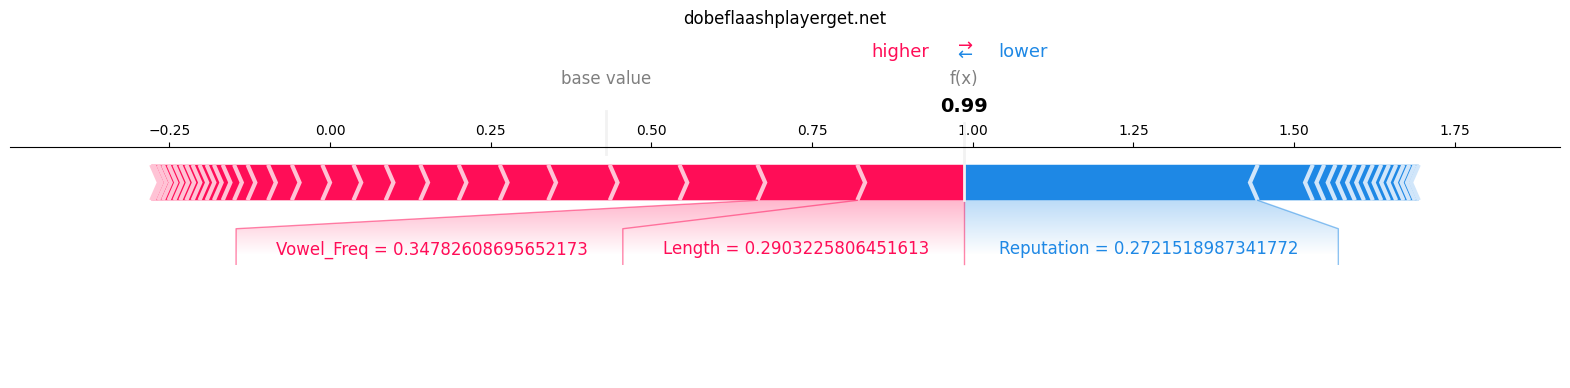 dobeflaashplayerget.net
higher ⇄ lower
base value f(x)
0.99
−0.25 0.00 0.25 0.50 0.75 1.00 1.25 1.50 1.75
Vowel_Freq = 0.34782608695652173 Length = 0.2903225806451613 Reputation = 0.2721518987341772